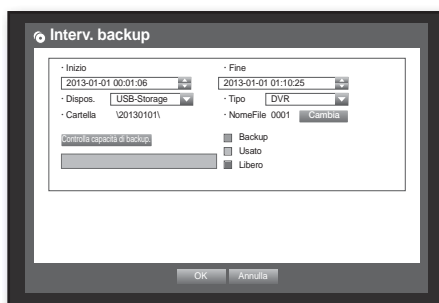 Interv. backup
· Inizio
· Fine
2013-01-01 00:01:06
2013-01-01 01:10:25
· Dispos. USB-Storage
· Tipo DVR
· Cartella \20130101\
· NomeFile 0001 Cambia
Controlla capacità di backup.
Backup
Usato
Libero
OK Annulla